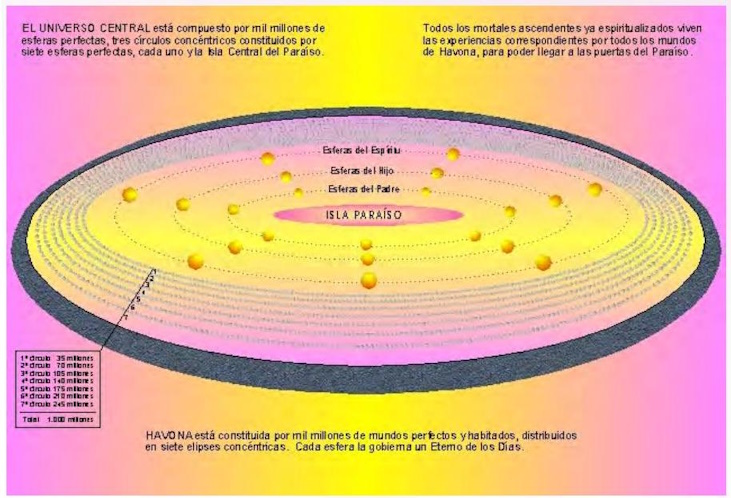 EL UNIVERSO CENTRAL está compuesto por mil millones de
esferas perfectas, tres círculos concéntricos constituidos por
siete esferas perfectas, cada uno y la Isla Central del Paraíso.
Todos los mortales ascendentes ya espiritualizados viven
las experiencias correspondientes por todos los mundos
de Havona, para poder llegar a las puertas del Paraíso.
Esferas del Espíritu
Esferas del Hijo
Esferas del Padre
ISLA PARAÍSO
1
2
3
4
5
6
7
1º círculo 35 millones
2º círculo 70 millones
3º círculo 105 millones
4º círculo 140 millones
5º círculo 175 millones
6º círculo 210 millones
7º círculo 245 millones
Total 1.000 millones
HAVONA está constituida por mil millones de mundos perfectos y habitados, distribuidos
en siete elipses concéntricas. Cada esfera la gobierna un Eterno de los Días.